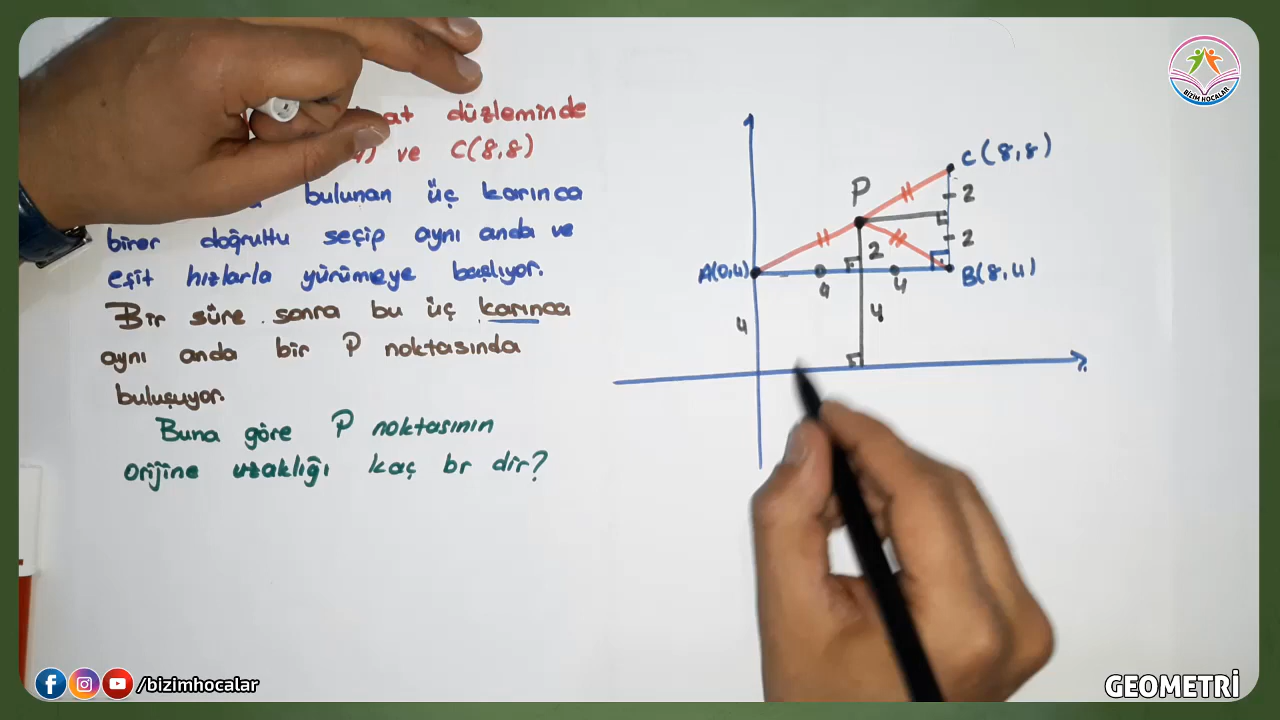 düzleminde
ve C(8,8)
bulunan üç karınca
birer doğrultu seçip aynı anda ve
eşit hızlarla yürümeye başlıyor.
Bir süre sonra bu üç karınca
aynı anda bir P noktasında
buluşuyor.
Buna göre P noktasının
orijine uzaklığı kaç br dir?
C(8,8)
P
2
2
2
A(0,4)
B(8,4)
4
4
4
4
BİZİM HOCALAR
/bizimhocalar
GEOMETRİ